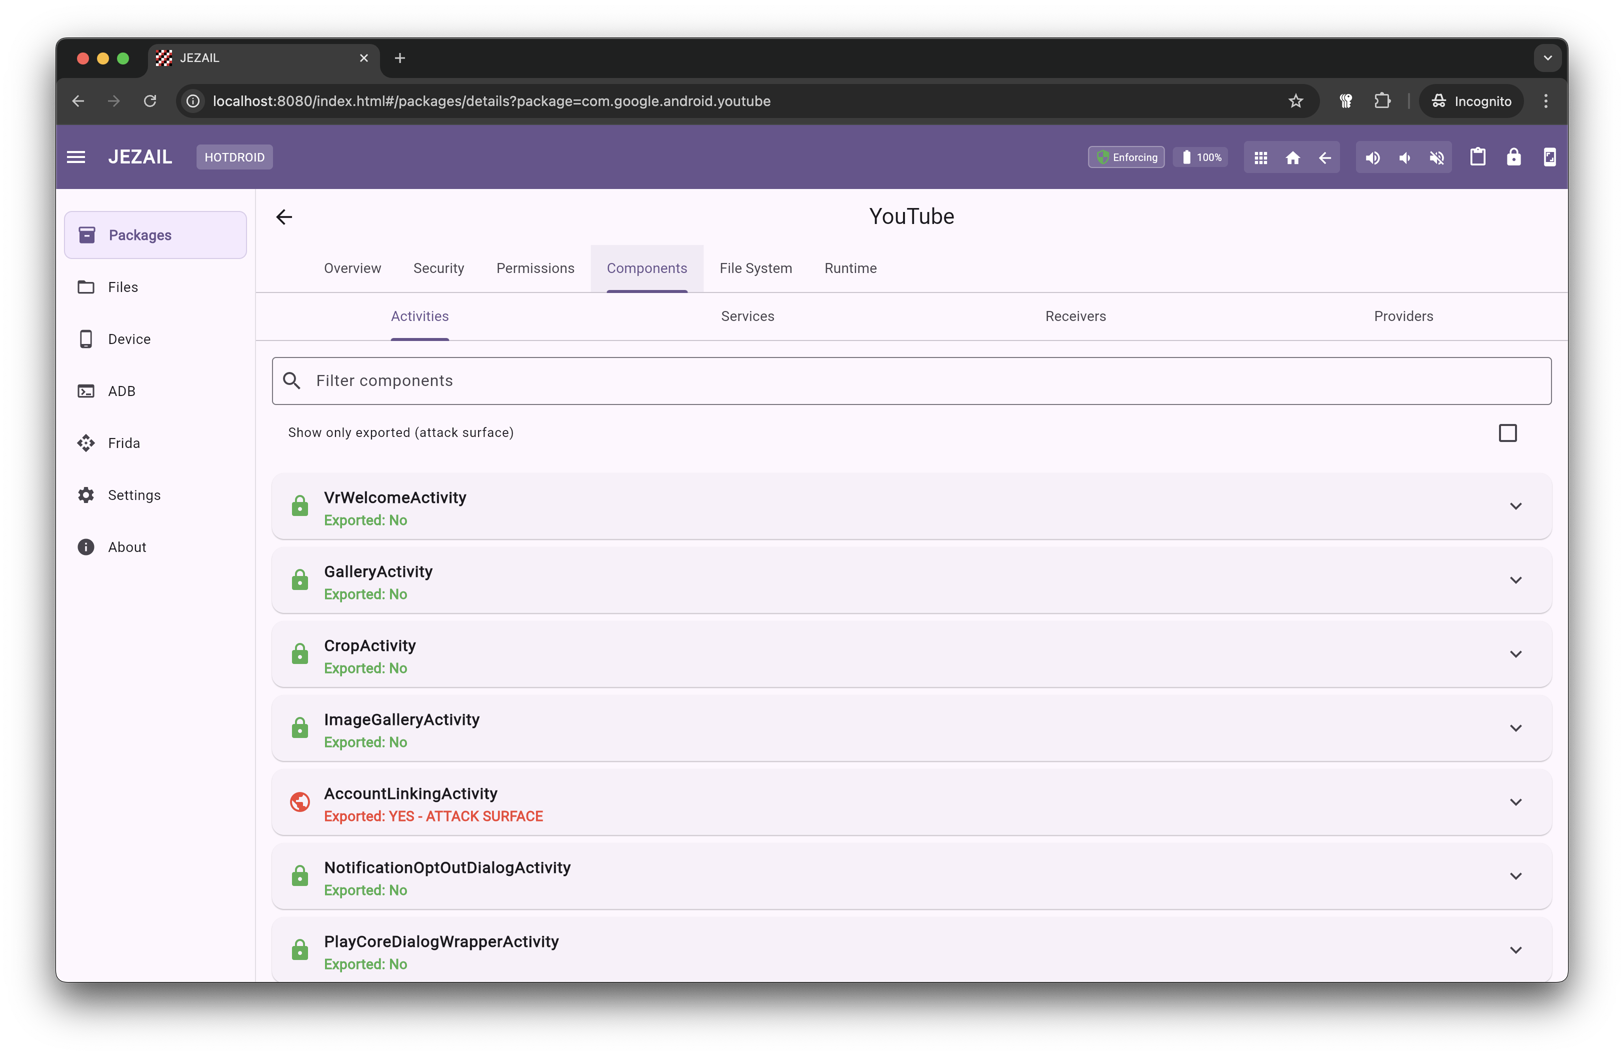 JEZAIL
localhost:8080/index.html#/packages/details?package=com.google.android.youtube
Incognito
JEZAIL
HOTDROID
Enforcing
100%
Packages
Files
Device
ADB
Frida
Settings
About
YouTube
Overview Security Permissions Components File System Runtime
Activities Services Receivers Providers
Filter components
Show only exported (attack surface)
VrWelcomeActivity
Exported: No
GalleryActivity
Exported: No
CropActivity
Exported: No
ImageGalleryActivity
Exported: No
AccountLinkingActivity
Exported: YES - ATTACK SURFACE
NotificationOptOutDialogActivity
Exported: No
PlayCoreDialogWrapperActivity
Exported: No